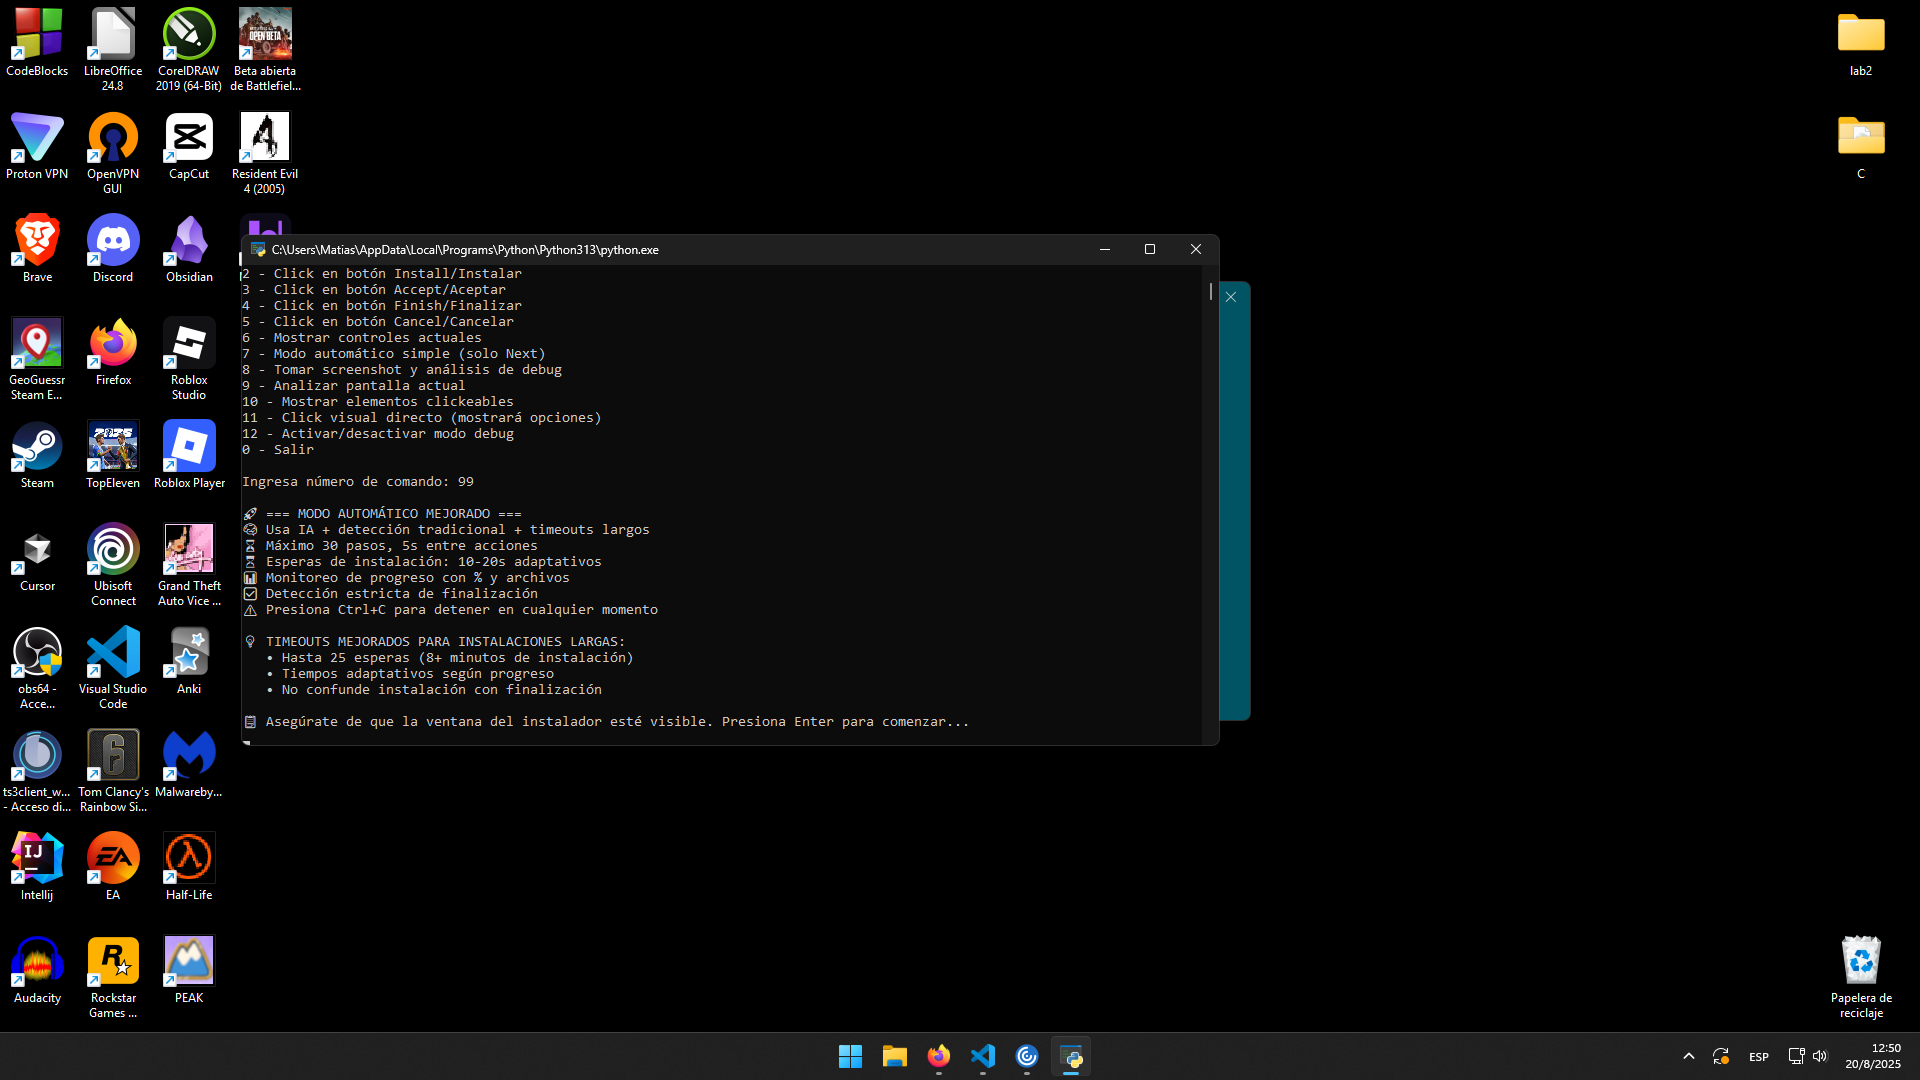 CodeBlocks
LibreOffice
24.8
CorelDRAW
2019 (64-Bit)
OPEN BETA
Beta abierta
de Battlefiel...
lab2
Proton VPN
OpenVPN
GUI
CapCut
Resident Evil
4 (2005)
C
Brave
Discord
Obsidian
C:\Users\Matias\AppData\Local\Programs\Python\Python313\python.exe
2 - Click en botón Install/Instalar
3 - Click en botón Accept/Aceptar
4 - Click en botón Finish/Finalizar
5 - Click en botón Cancel/Cancelar
6 - Mostrar controles actuales
7 - Modo automático simple (solo Next)
8 - Tomar screenshot y análisis de debug
9 - Analizar pantalla actual
10 - Mostrar elementos clickeables
11 - Click visual directo (mostrará opciones)
12 - Activar/desactivar modo debug
0 - Salir
Ingresa número de comando: 99
=== MODO AUTOMÁTICO MEJORADO ===
Usa IA + detección tradicional + timeouts largos
Máximo 30 pasos, 5s entre acciones
Esperas de instalación: 10-20s adaptativos
Monitoreo de progreso con % y archivos
Detección estricta de finalización
Presiona Ctrl+C para detener en cualquier momento
TIMEOUTS MEJORADOS PARA INSTALACIONES LARGAS:
• Hasta 25 esperas (8+ minutos de instalación)
• Tiempos adaptativos según progreso
• No confunde instalación con finalización
Asegúrate de que la ventana del instalador esté visible. Presiona Enter para comenzar...
GeoGuessr
Steam E...
Firefox
Roblox
Studio
Steam
2025
TopEleven
Roblox Player
Cursor
Ubisoft
Connect
Grand Theft
Auto Vice ...
obs64 -
Acce...
Visual Studio
Code
Anki
ts3client_w...
- Acceso di...
6
Tom Clancy's
Rainbow Si...
Malwareby...
IJ
Intellij
EA
EA
Half-Life
Audacity
R
Rockstar
Games ...
PEAK
Papelera de
reciclaje
ESP
12:50
20/8/2025